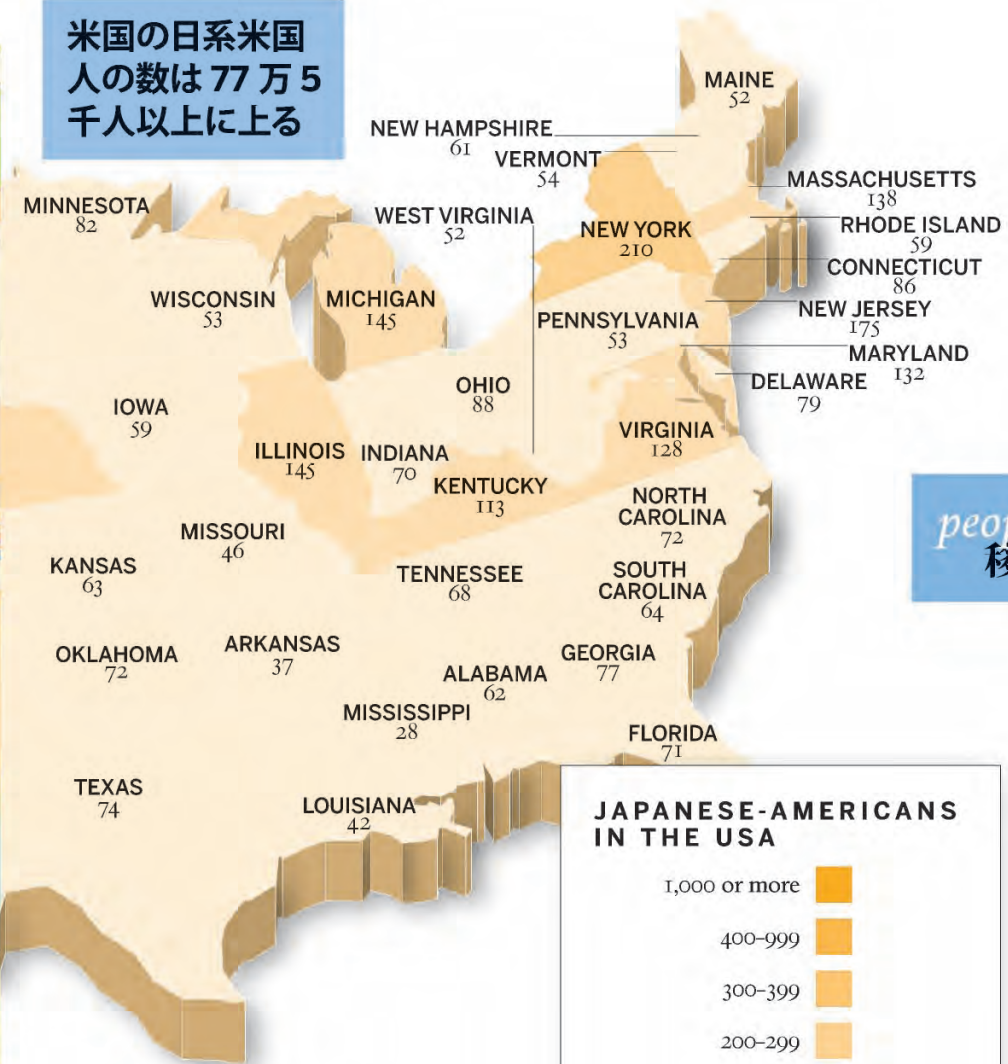 米国の日系米国
人の数は 77 万 5
千人以上に上る
MAINE
52
NEW HAMPSHIRE
61
VERMONT
54
MASSACHUSETTS
138
MINNESOTA
82
WEST VIRGINIA
52
NEW YORK
210
RHODE ISLAND
59
CONNECTICUT
86
WISCONSIN
53
MICHIGAN
145
NEW JERSEY
175
PENNSYLVANIA
53
MARYLAND
132
OHIO
88
DELAWARE
79
IOWA
59
ILLINOIS
145
INDIANA
70
VIRGINIA
128
KENTUCKY
113
NORTH
CAROLINA
72
MISSOURI
46
KANSAS
63
TENNESSEE
68
SOUTH
CAROLINA
64
OKLAHOMA
72
ARKANSAS
37
ALABAMA
62
GEORGIA
77
MISSISSIPPI
28
FLORIDA
71
TEXAS
74
LOUISIANA
42
JAPANESE-AMERICANS
IN THE USA
1,000 or more
400–999
300–399
200–299